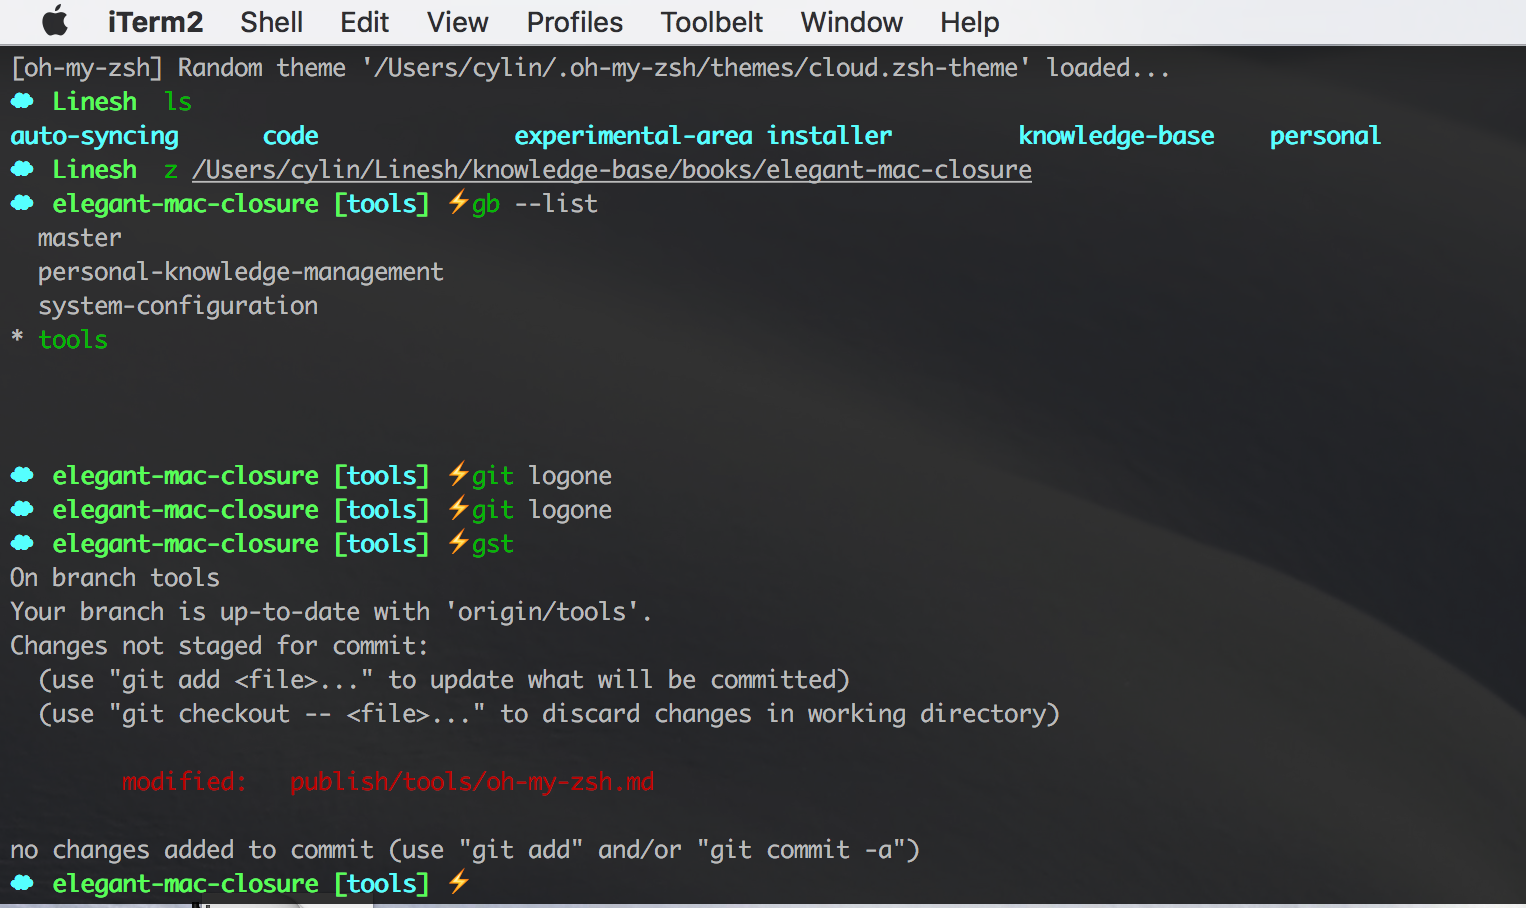 iTerm2 Shell Edit View Profiles Toolbelt Window Help
[oh-my-zsh] Random theme '/Users/cylin/.oh-my-zsh/themes/cloud.zsh-theme' loaded...
☁ Linesh ls
auto-syncing code experimental-area installer knowledge-base personal
☁ Linesh z /Users/cylin/Linesh/knowledge-base/books/elegant-mac-closure
☁ elegant-mac-closure [tools] ⚡gb --list
master
personal-knowledge-management
system-configuration
* tools
☁ elegant-mac-closure [tools] ⚡git logone
☁ elegant-mac-closure [tools] ⚡git logone
☁ elegant-mac-closure [tools] ⚡gst
On branch tools
Your branch is up-to-date with 'origin/tools'.
Changes not staged for commit:
(use "git add <file>..." to update what will be committed)
(use "git checkout -- <file>..." to discard changes in working directory)
modified: publish/tools/oh-my-zsh.md
no changes added to commit (use "git add" and/or "git commit -a")
☁ elegant-mac-closure [tools] ⚡